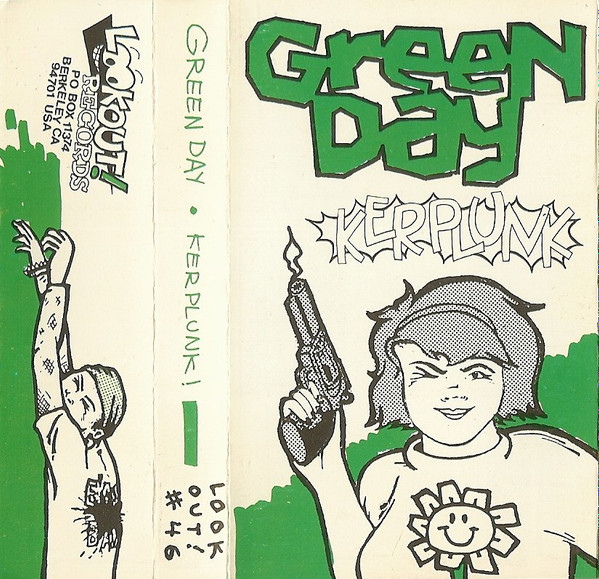 LOOKOUT!
RECORDS
PO BOX 11374
BERKELEY, CA
94701 USA
GREEN DAY • KERPLUNK!
LOOK
OUT!
#46
GREEN
DAY
KERPLUNK